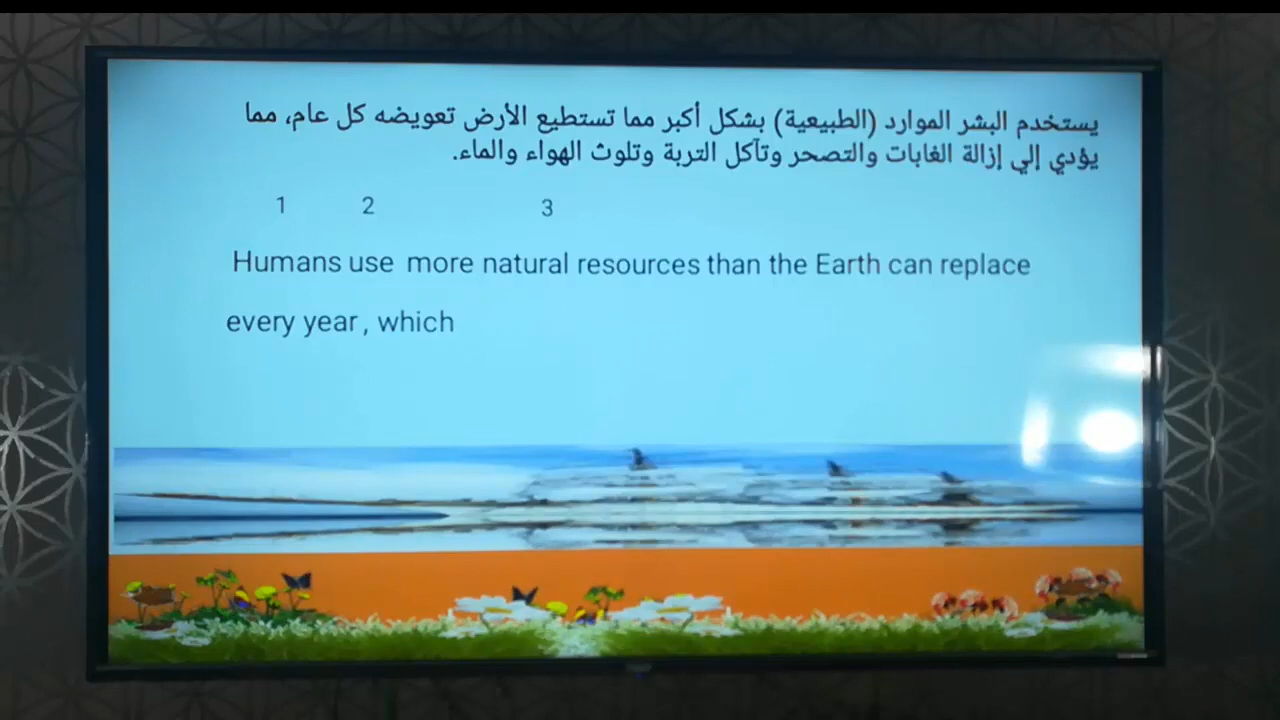 يستخدم البشر الموارد (الطبيعية) بشكل أكبر مما تستطيع الأرض تعويضه كل عام، مما
يؤدي إلي إزالة الغابات والتصحر وتآكل التربة وتلوث الهواء والماء.
1 2 3
Humans use more natural resources than the Earth can replace
every year, which